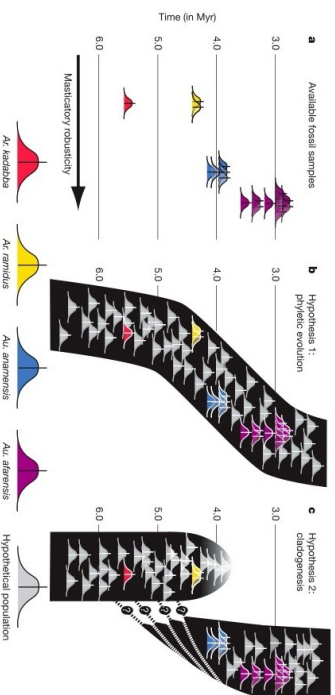 Time (in Myr)
a
Available fossil samples
3.0
4.0
5.0
6.0
Masticatory robusticity
b
Hypothesis 1:
phyletic evolution
3.0
4.0
5.0
6.0
c
Hypothesis 2:
cladogenesis
3.0
4.0
5.0
6.0
?
?
?
?
Ar. kadabba
Ar. ramidus
Au. anamensis
Au. afarensis
Hypothetical population